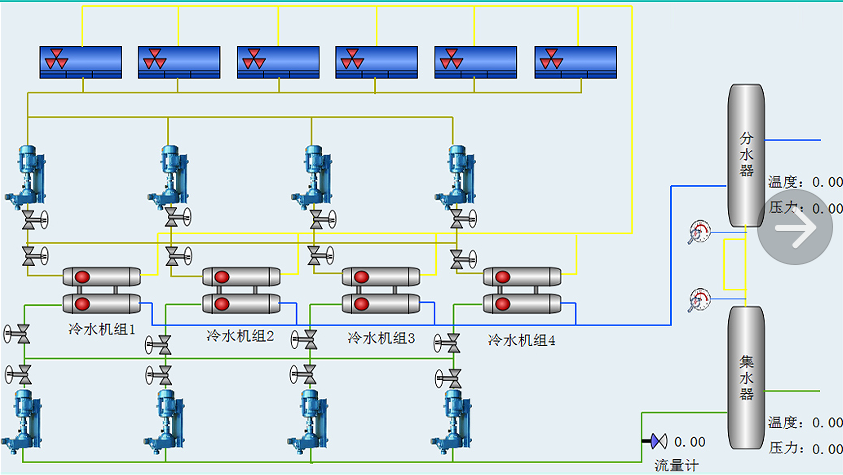 分水器
温度：0.00
压力：0.00
冷水机组1
冷水机组2
冷水机组3
冷水机组4
集水器
温度：0.00
压力：0.00
0.00
流量计